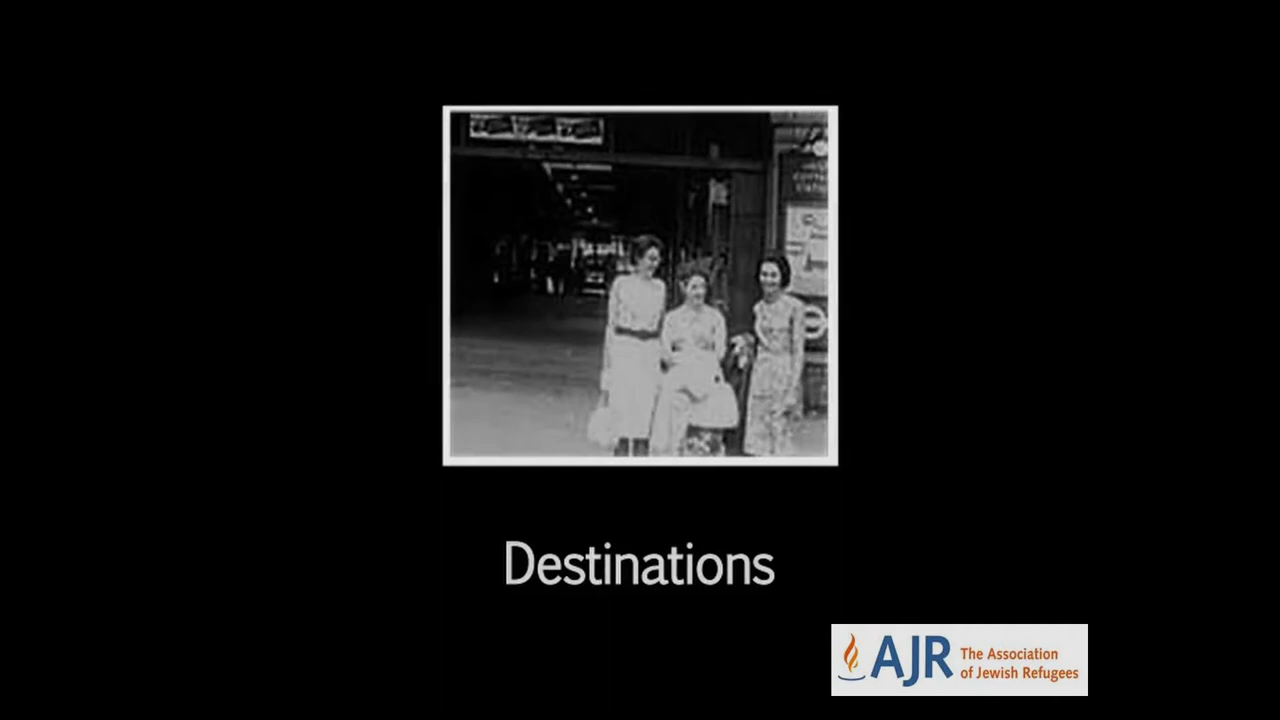 Destinations
AJR
The Association
of Jewish Refugees